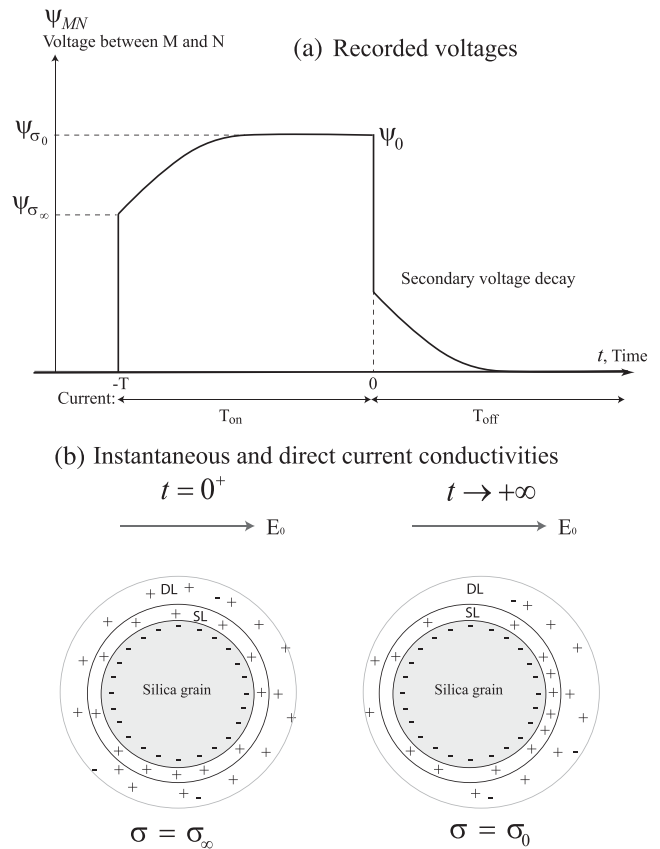 ψMN
Voltage between M and N
(a) Recorded voltages
ψσ0
ψ0
ψσ∞
Secondary voltage decay
t, Time
-T
0
Current:
Ton
Toff
(b) Instantaneous and direct current conductivities
t = 0⁺
t → +∞
E0
E0
DL
DL
SL
SL
Silica grain
Silica grain
σ = σ∞
σ = σ0